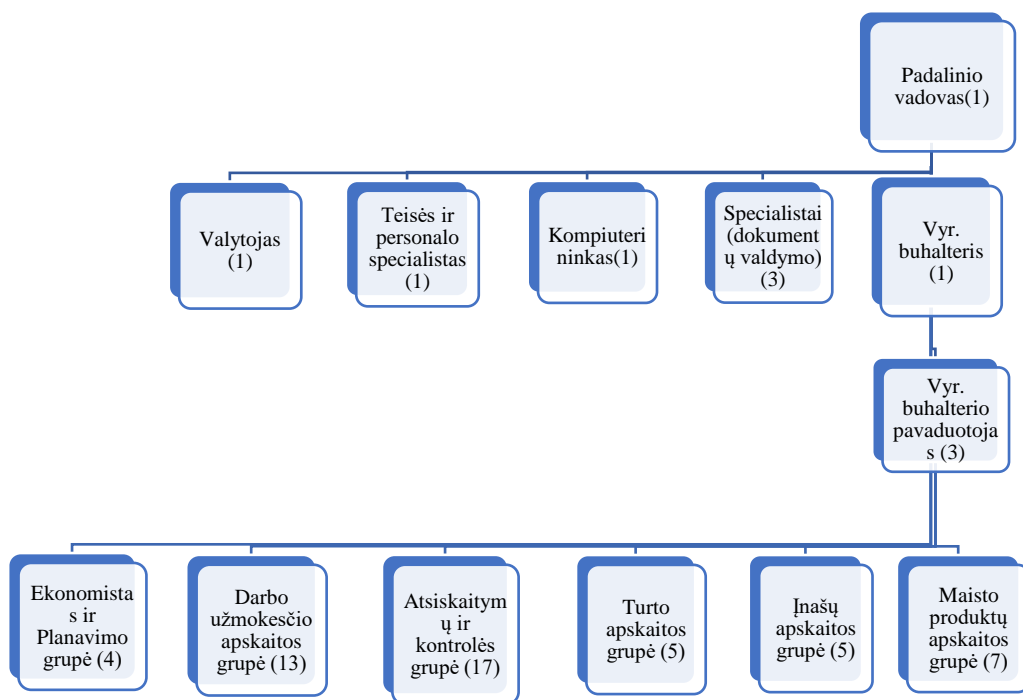 Padalinio
vadovas(1)
Valytojas
(1)
Teisės ir
personalo
specialistas
(1)
Kompiuteri
ninkas(1)
Specialistai
(dokument
ų valdymo)
(3)
Vyr.
buhalteris
(1)
Vyr.
buhalterio
pavaduotoja
s (3)
Ekonomista
s ir
Planavimo
grupė (4)
Darbo
užmokesčio
apskaitos
grupė (13)
Atsiskaitym
ų ir kontrolės
grupė (17)
Turto
apskaitos
grupė (5)
Įnašų
apskaitos
grupė (5)
Maisto
produktų
apskaitos
grupė (7)